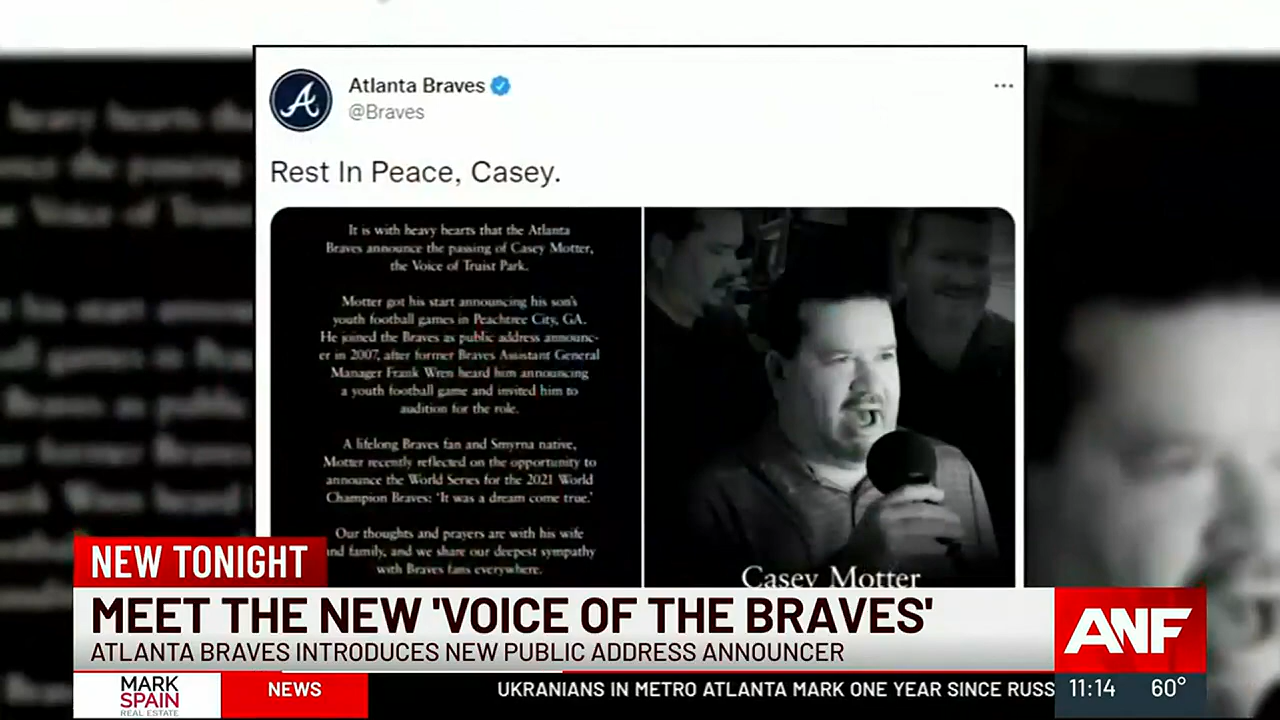 Atlanta Braves
@Braves
Rest In Peace, Casey.
It is with heavy hearts that the Atlanta
Braves announce the passing of Casey Motter,
the Voice of Truist Park.
Motter got his start announcing his son's
youth football games in Peachtree City, GA.
He joined the Braves as public address announc-
er in 2007, after former Braves Assistant General
Manager Frank Wren heard him announcing
a youth football game and invited him to
audition for the role.
A lifelong Braves fan and Smyrna native,
Motter recently reflected on the opportunity to
announce the World Series for the 2021 World
Champion Braves: 'It was a dream come true.'
Our thoughts and prayers are with his wife
nd family, and we share our deepest sympathy
with Braves fans everywhere.
Casey Motter
NEW TONIGHT
MEET THE NEW 'VOICE OF THE BRAVES'
ATLANTA BRAVES INTRODUCES NEW PUBLIC ADDRESS ANNOUNCER
ANF
MARK
SPAIN
REAL ESTATE
NEWS
UKRANIANS IN METRO ATLANTA MARK ONE YEAR SINCE RUSS
11:14 60°